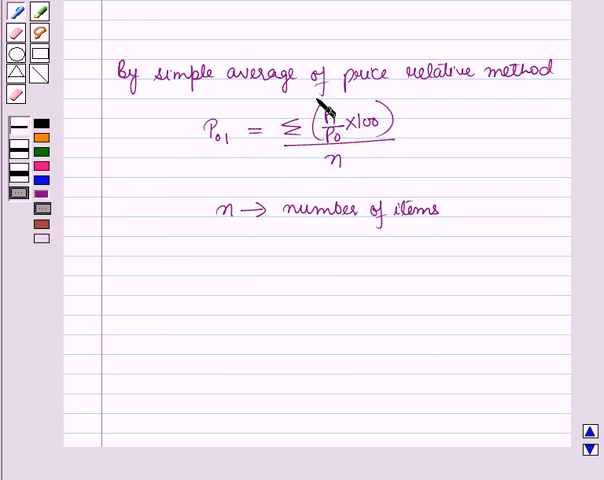 By simple average of price relative method
P₀₁ = Σ (P₁/P₀ ×100) / n
n → number of items